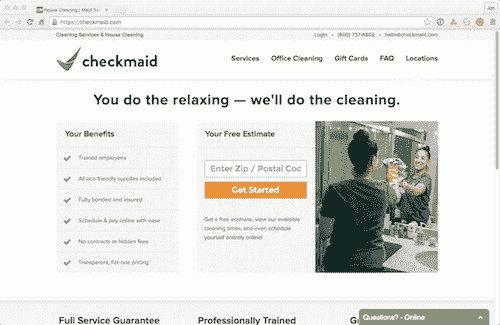 House Cleaning | Maid Ser
Jon
https://checkmaid.com
Cleaning Services & House Cleaning
Login • (800) 737-4802 • hello@checkmaid.com
checkmaid
Services Office Cleaning Gift Cards FAQ Locations
You do the relaxing — we'll do the cleaning.
Your Benefits
Trained employees
All eco-friendly supplies included
Fully bonded and insured
Schedule & pay online with ease
No contracts or hidden fees
Transparent, flat-rate pricing
Your Free Estimate
Enter Zip / Postal Cod
Get Started
Get a free estimate, view our available
cleaning times, and even schedule
yourself entirely online!
Full Service Guarantee
Professionally Trained
Questions? - Online